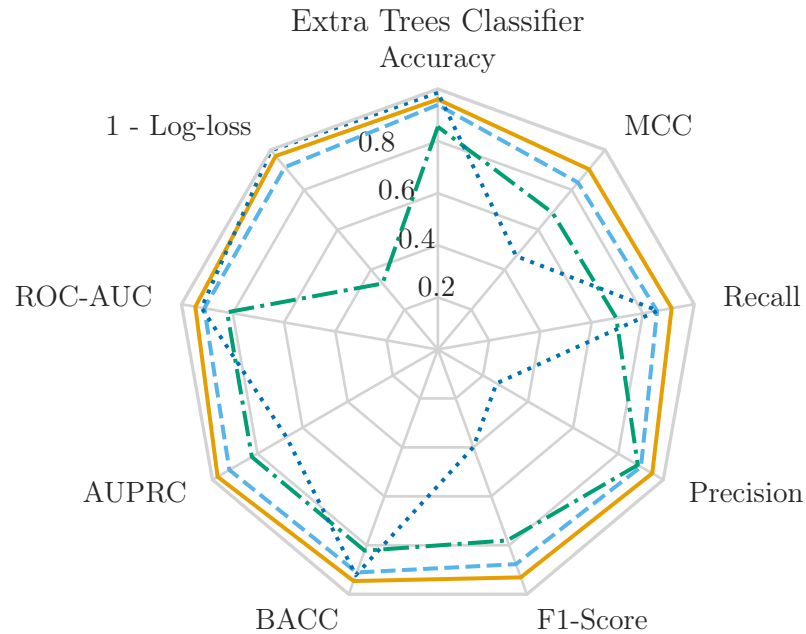 Extra Trees Classifier
Accuracy
1 - Log-loss
MCC
0.8
0.6
0.4
0.2
ROC-AUC
Recall
AUPRC
Precision
BACC
F1-Score